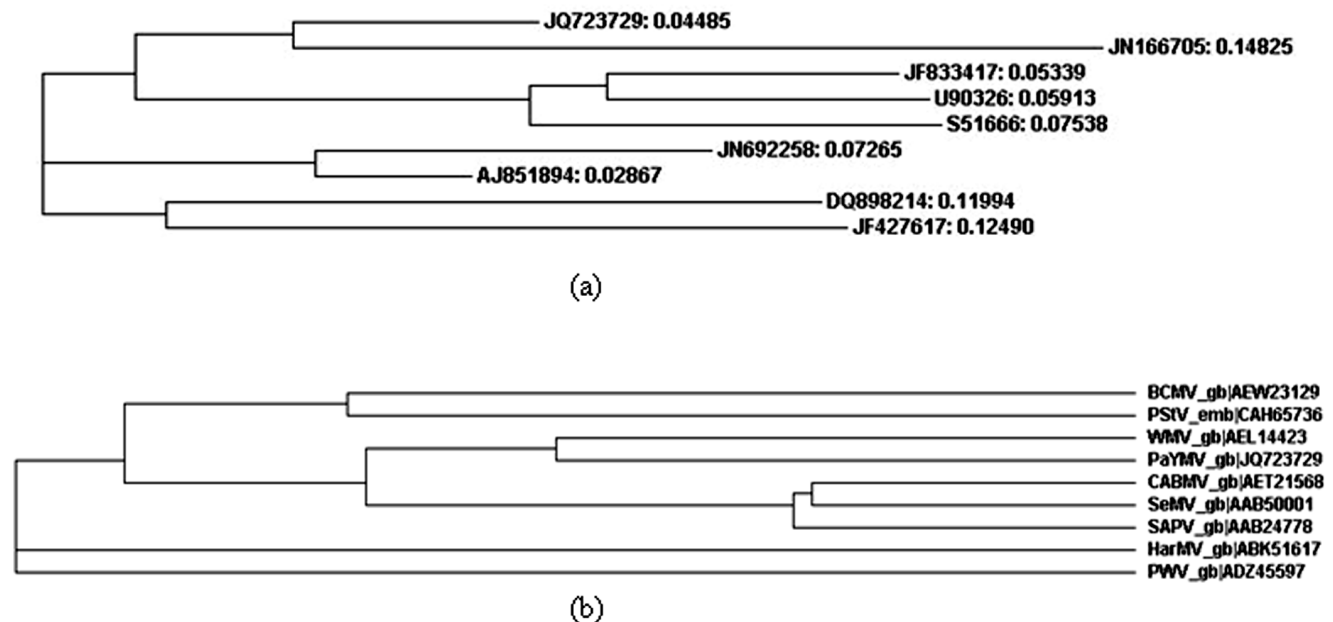 JQ723729: 0.04485
JN166705: 0.14825
JF833417: 0.05339
U90326: 0.05913
S51666: 0.07538
JN692258: 0.07265
AJ851894: 0.02867
DQ898214: 0.11994
JF427617: 0.12490
(a)
BCMV_gb|AEW23129
PStV_emb|CAH65736
WMV_gb|AEL14423
PaYMV_gb|JQ723729
CABMV_gb|AET21568
SeMV_gb|AAB50001
SAPV_gb|AAB24778
HarMV_gb|ABK51617
PWV_gb|ADZ45597
(b)